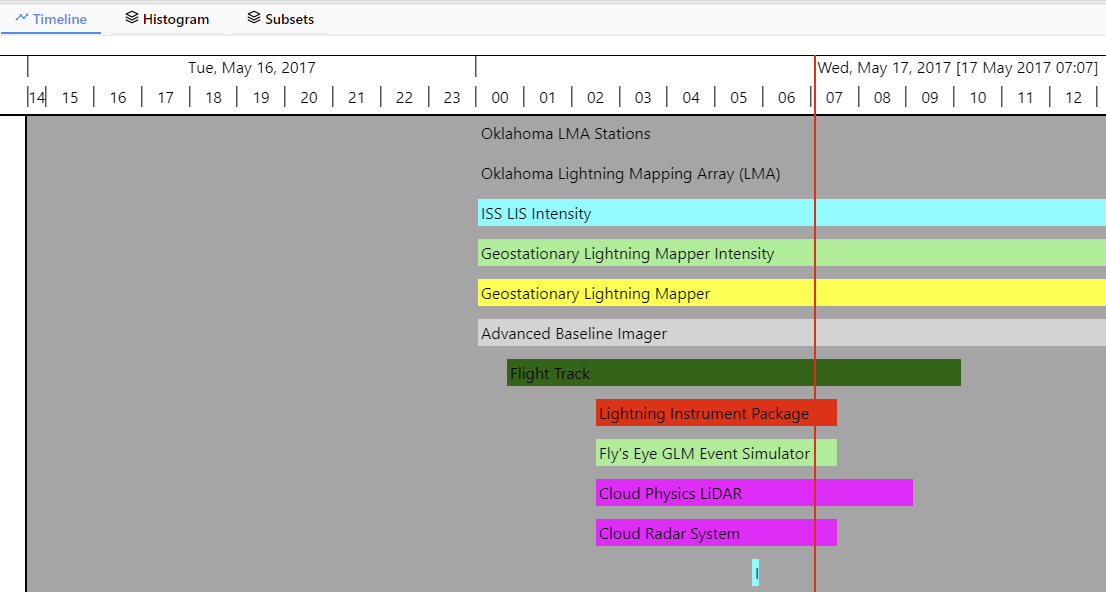 Timeline Histogram Subsets
Tue, May 16, 2017 Wed, May 17, 2017 [17 May 2017 07:07]
14 15 16 17 18 19 20 21 22 23 00 01 02 03 04 05 06 07 08 09 10 11 12
Oklahoma LMA Stations
Oklahoma Lightning Mapping Array (LMA)
ISS LIS Intensity
Geostationary Lightning Mapper Intensity
Geostationary Lightning Mapper
Advanced Baseline Imager
Flight Track
Lightning Instrument Package
Fly's Eye GLM Event Simulator
Cloud Physics LiDAR
Cloud Radar System